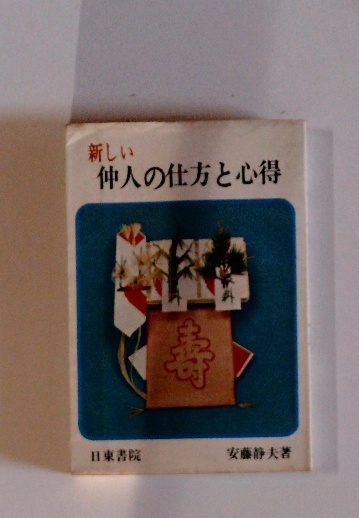 新しい
仲人の仕方と心得
寿
日東書院
安藤静夫著